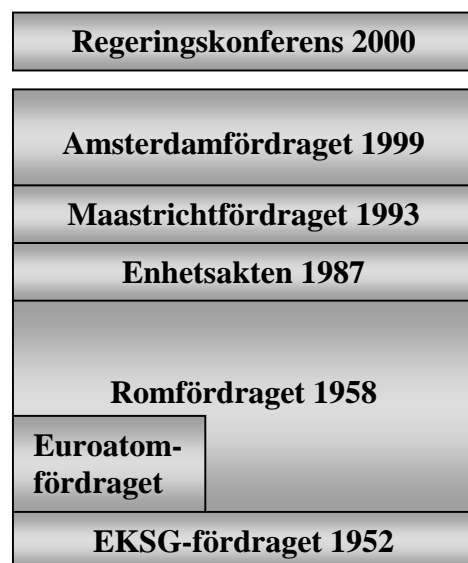 Regeringskonferens 2000
Amsterdamfördraget 1999
Maastrichtfördraget 1993
Enhetsakten 1987
Romfördraget 1958
Euroatom-
fördraget
EKSG-fördraget 1952